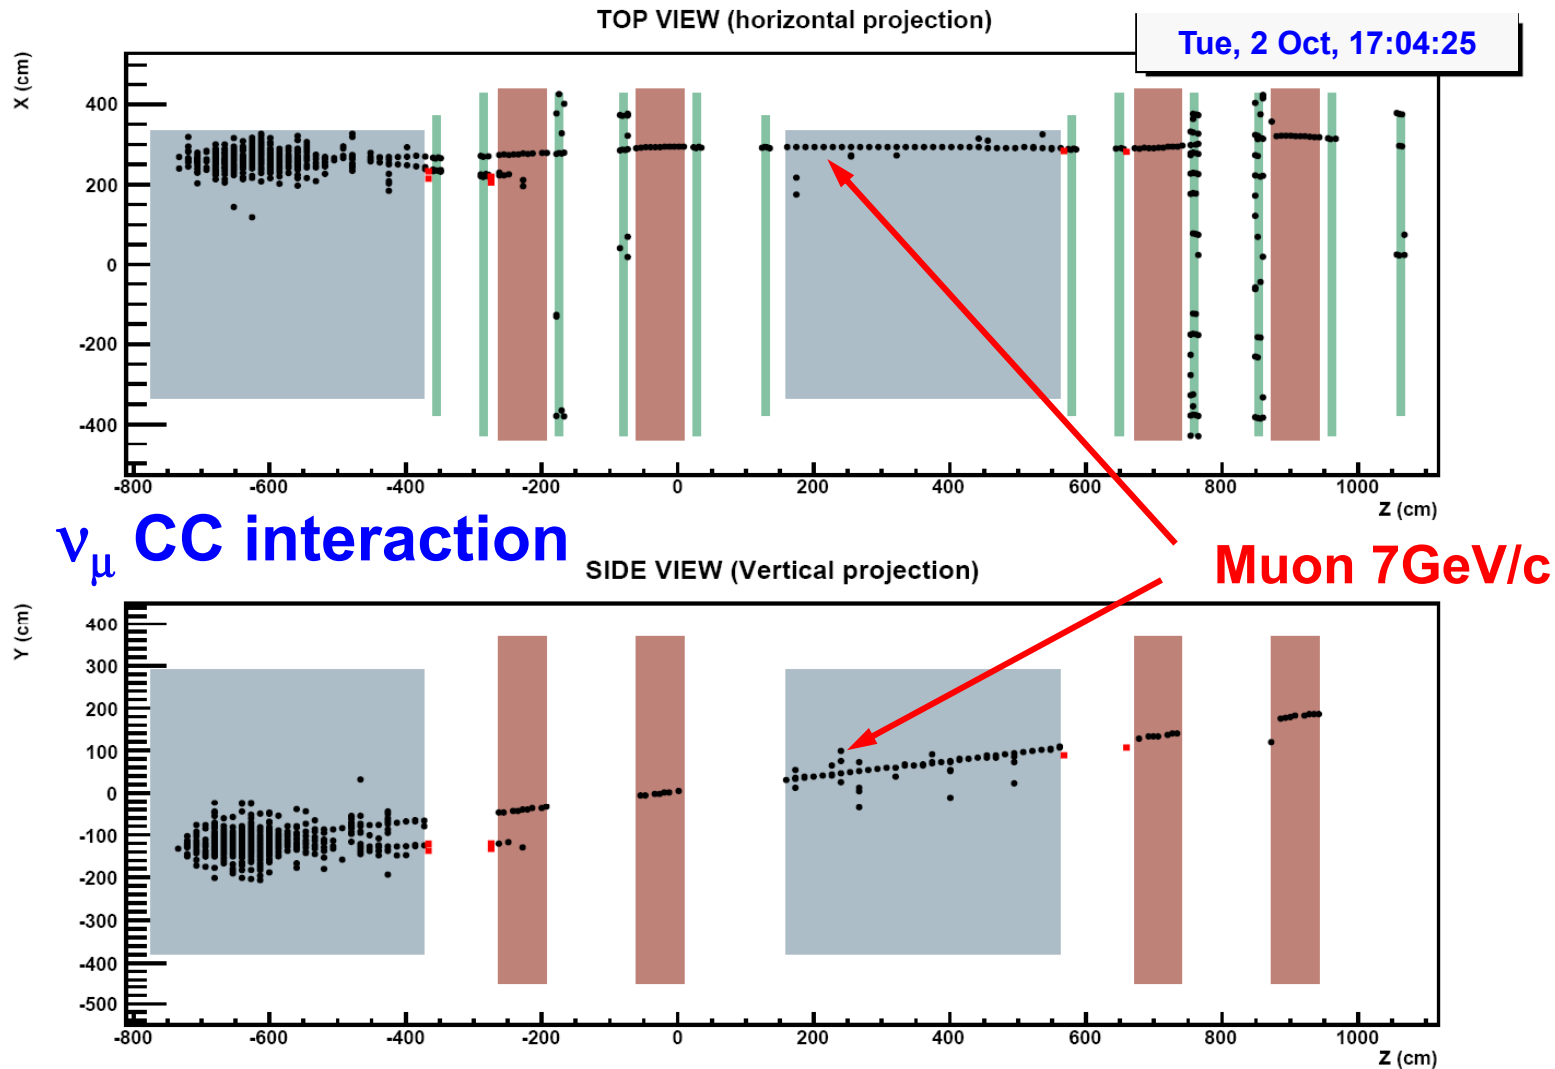 TOP VIEW (horizontal projection)
Tue, 2 Oct, 17:04:25
X (cm)
400
200
0
-200
-400
-800 -600 -400 -200 0 200 400 600 800 1000
Z (cm)
νμ CC interaction
Muon 7GeV/c
SIDE VIEW (Vertical projection)
Y (cm)
400
300
200
100
0
-100
-200
-300
-400
-500
-800 -600 -400 -200 0 200 400 600 800 1000
Z (cm)